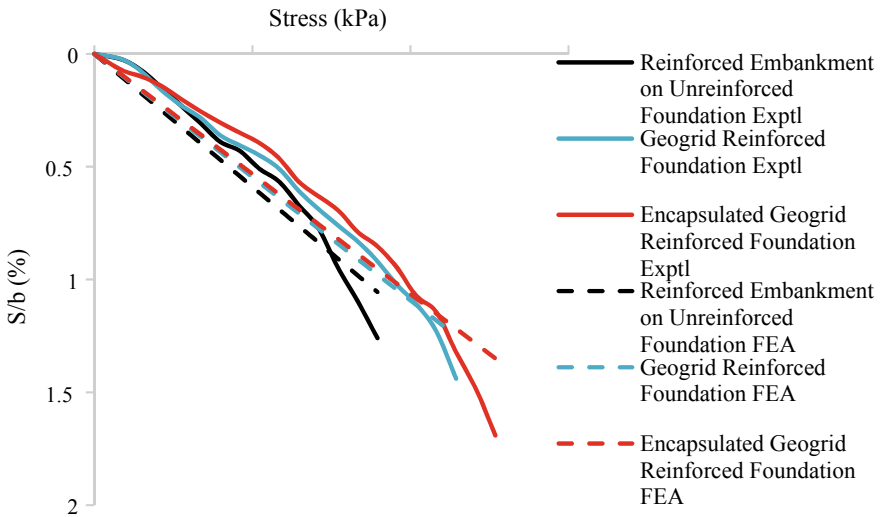 Stress (kPa)
0
0.5
1
1.5
2
S/b (%)
Reinforced Embankment
on Unreinforced
Foundation Exptl
Geogrid Reinforced
Foundation Exptl
Encapsulated Geogrid
Reinforced Foundation
Exptl
Reinforced Embankment
on Unreinforced
Foundation FEA
Geogrid Reinforced
Foundation FEA
Encapsulated Geogrid
Reinforced Foundation
FEA